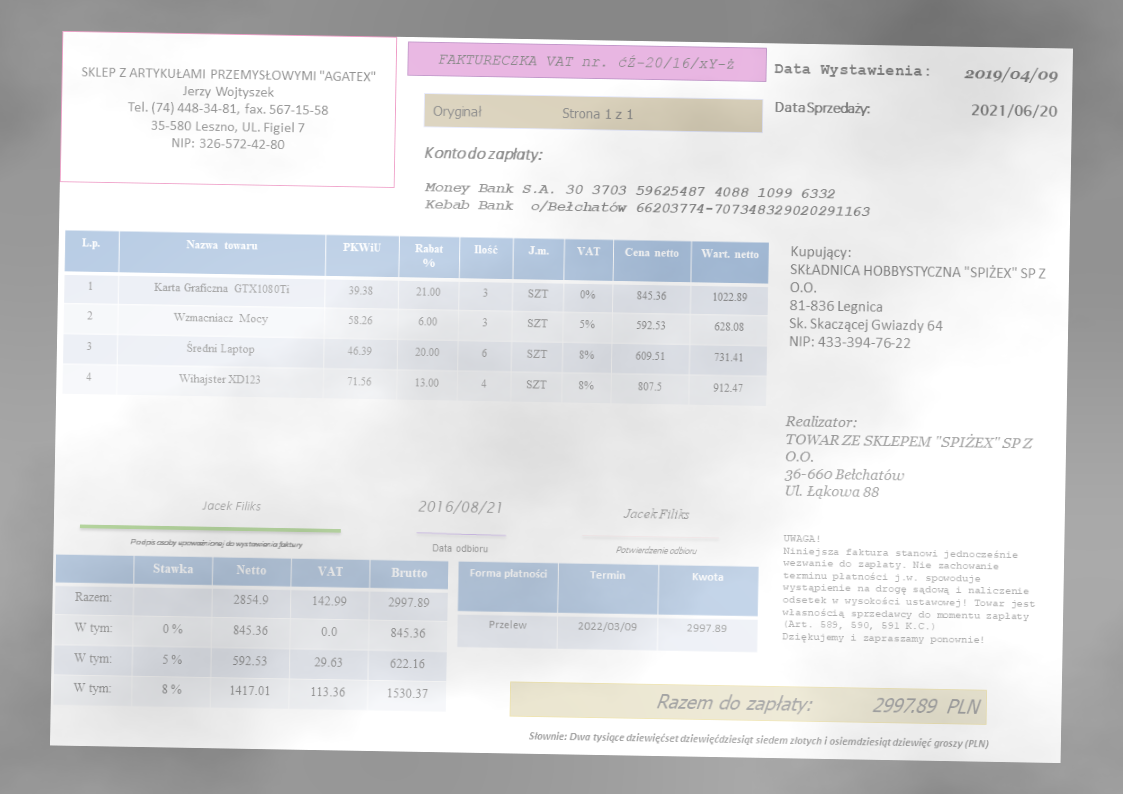 SKLEP Z ARTYKUŁAMI PRZEMYSŁOWYMI "AGATEX"
Jerzy Wojtyszek
Tel. (74) 448-34-81, fax. 567-15-58
35-580 Leszno, UL. Figiel 7
NIP: 326-572-42-80
FAKTURECZKA VAT nr. ćŻ-20/16/xY-ż
Oryginał Strona 1 z 1
Data Wystawienia: 2019/04/09
Data Sprzedaży: 2021/06/20
Konto do zapłaty:
Money Bank S.A. 30 3703 59625487 4088 1099 6332
Kebab Bank o/Bełchatów 66203774-707348329020291163
L.p. Nazwa towaru PKWiU Rabat % Ilość J.m. VAT Cena netto Wart. netto
1 Karta Graficzna GTX1080Ti 39.38 21.00 3 SZT 0% 845.36 1022.89
2 Wzmacniacz Mocy 58.26 6.00 3 SZT 5% 592.53 628.08
3 Średni Laptop 46.39 20.00 6 SZT 8% 609.51 731.41
4 Wihajster XD123 71.56 13.00 4 SZT 8% 807.5 912.47
Kupujący:
SKŁADNICA HOBBYSTYCZNA "SPIŻEX" SP Z
O.O.
81-836 Legnica
Sk. Skaczącej Gwiazdy 64
NIP: 433-394-76-22
Realizator:
TOWAR ZE SKLEPEM "SPIŻEX" SP Z
O.O.
36-660 Bełchatów
Ul. Łąkowa 88
Jacek Filiks
Podpis osoby upoważnionej do wystawienia faktury
2016/08/21
Data odbioru
Jacek Filiks
Potwierdzenie odbioru
UWAGA!
Niniejsza faktura stanowi jednocześnie
wezwanie do zapłaty. Nie zachowanie
terminu płatności j.w. spowoduje
wystąpienie na drogę sądową i naliczenie
odsetek w wysokości ustawowej! Towar jest
własnością sprzedawcy do momentu zapłaty
(Art. 589, 590, 591 K.C.)
Dziękujemy i zapraszamy ponownie!
Stawka Netto VAT Brutto
Razem: 2854.9 142.99 2997.89
W tym: 0 % 845.36 0.0 845.36
W tym: 5 % 592.53 29.63 622.16
W tym: 8 % 1417.01 113.36 1530.37
Forma płatności Termin Kwota
Przelew 2022/03/09 2997.89
Razem do zapłaty: 2997.89 PLN
Słownie: Dwa tysiące dziewięćset dziewięćdziesiąt siedem złotych i osiemdziesiąt dziewięć groszy (PLN)